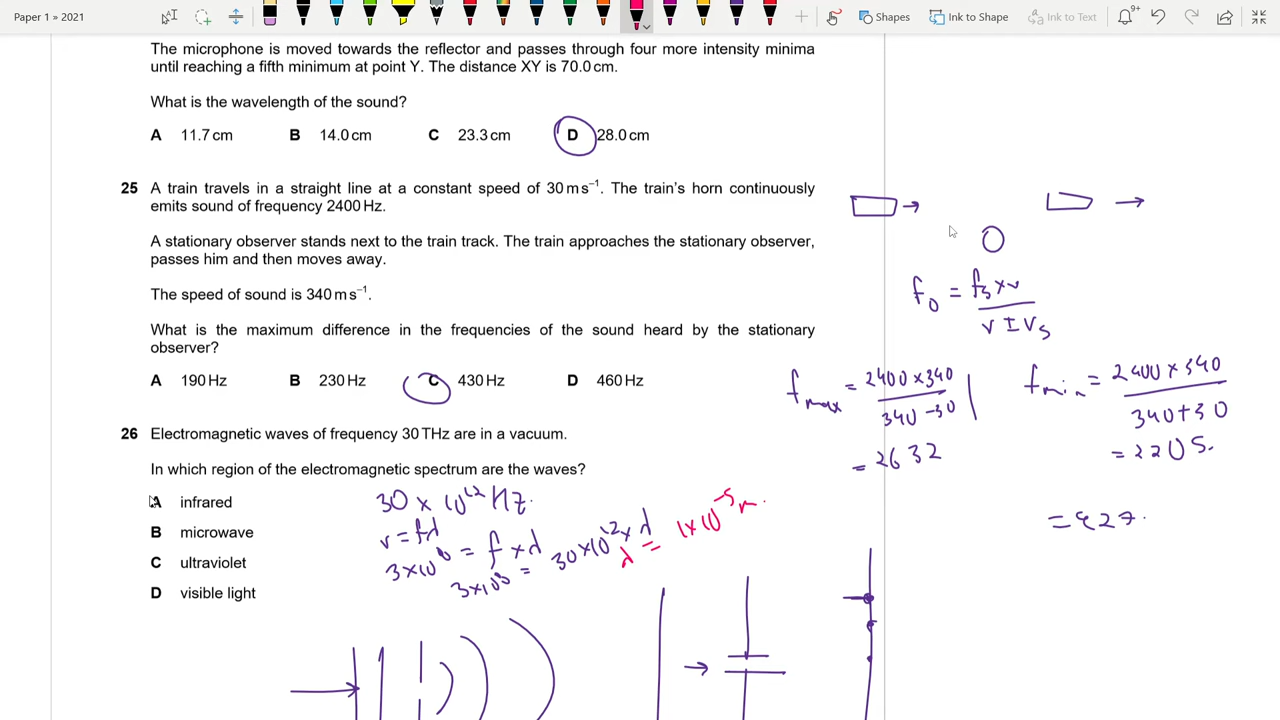 Paper 1 » 2021
Shapes
Ink to Shape
Ink to Text
9+
The microphone is moved towards the reflector and passes through four more intensity minima
until reaching a fifth minimum at point Y. The distance XY is 70.0 cm.
What is the wavelength of the sound?
A 11.7 cm B 14.0 cm C 23.3 cm D 28.0 cm
25 A train travels in a straight line at a constant speed of 30 m s⁻¹. The train's horn continuously
emits sound of frequency 2400 Hz.
A stationary observer stands next to the train track. The train approaches the stationary observer,
passes him and then moves away.
The speed of sound is 340 m s⁻¹.
What is the maximum difference in the frequencies of the sound heard by the stationary
observer?
A 190 Hz B 230 Hz C 430 Hz D 460 Hz
f₀ = fs×v / v ± vs
fmax = 2400×340 / 340-30
= 2632
fmin = 2400×340 / 340+30
= 2205.
= 427.
26 Electromagnetic waves of frequency 30 THz are in a vacuum.
In which region of the electromagnetic spectrum are the waves?
A infrared
B microwave
C ultraviolet
D visible light
30 × 10¹² Hz.
v = fλ
3×10⁸ = f×λ
3×10⁸ = 30×10¹²×λ
λ = 1×10⁻⁵ m.